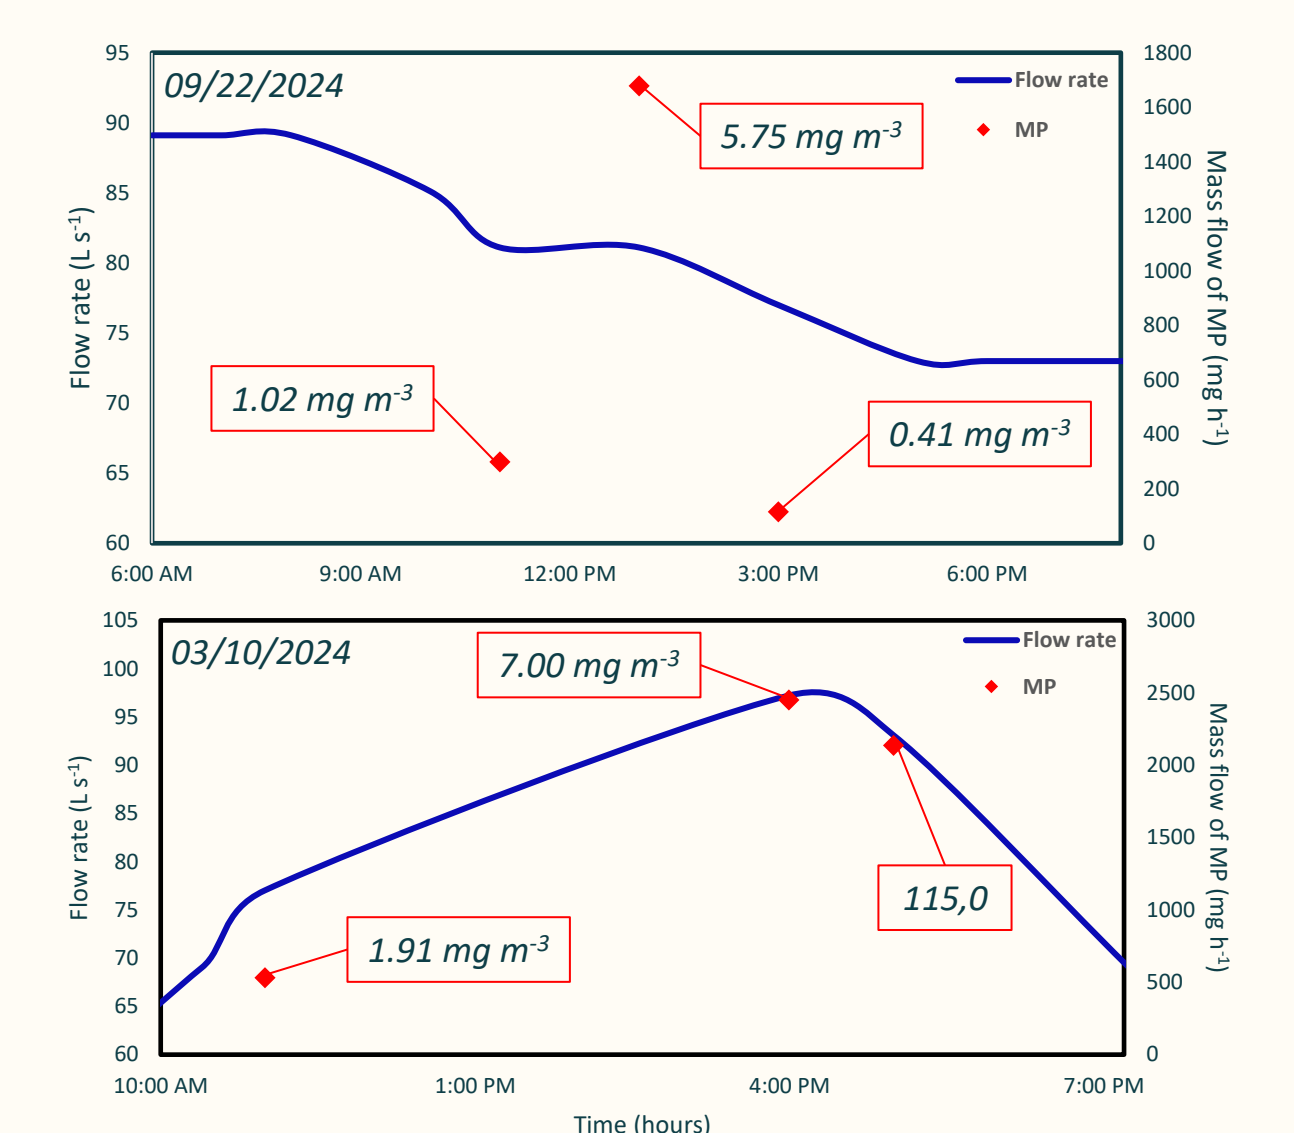 95
90
85
80
75
70
65
60
Flow rate (L s-1)
09/22/2024
Flow rate
MP
5.75 mg m-3
1.02 mg m-3
0.41 mg m-3
1800
1600
1400
1200
1000
800
600
400
200
0
Mass flow of MP (mg h-1)
6:00 AM 9:00 AM 12:00 PM 3:00 PM 6:00 PM
105
100
95
90
85
80
75
70
65
60
Flow rate (L s-1)
03/10/2024
Flow rate
MP
7.00 mg m-3
115,0
1.91 mg m-3
3000
2500
2000
1500
1000
500
0
Mass flow of MP (mg h-1)
10:00 AM 1:00 PM 4:00 PM 7:00 PM
Time (hours)